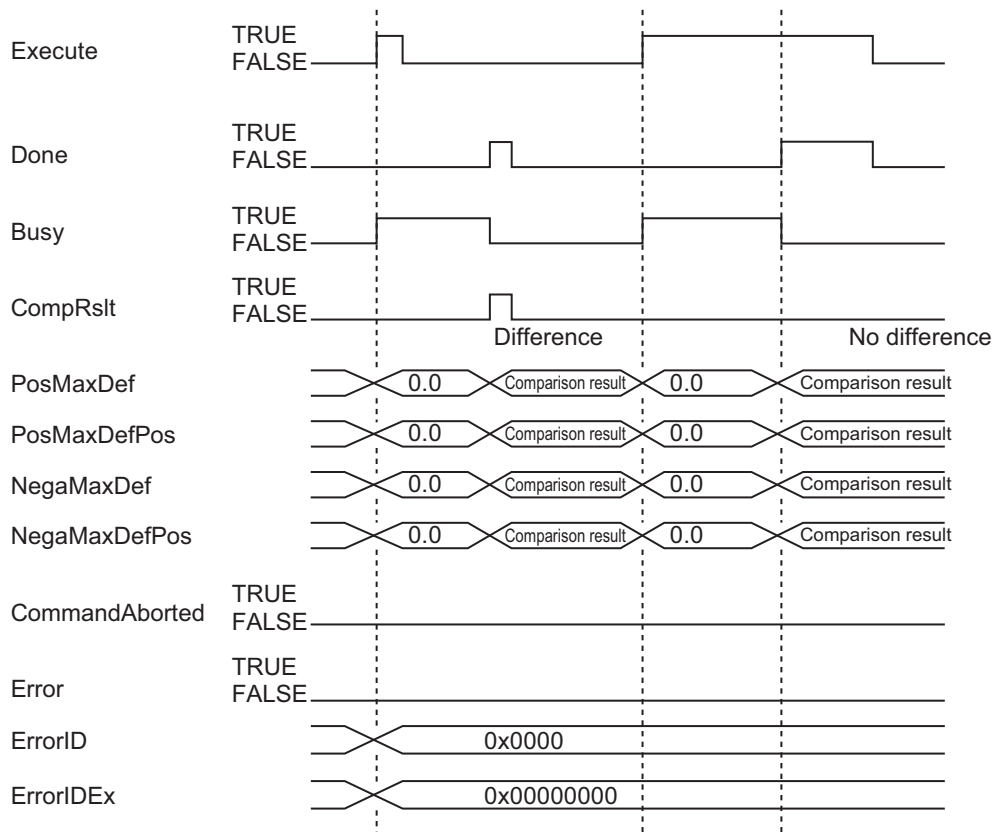 Execute TRUE
FALSE
Done TRUE
FALSE
Busy TRUE
FALSE
CompRslt TRUE
FALSE
Difference No difference
PosMaxDef 0.0 Comparison result 0.0 Comparison result
PosMaxDefPos 0.0 Comparison result 0.0 Comparison result
NegaMaxDef 0.0 Comparison result 0.0 Comparison result
NegaMaxDefPos 0.0 Comparison result 0.0 Comparison result
CommandAborted TRUE
FALSE
Error TRUE
FALSE
ErrorID 0x0000
ErrorIDEx 0x00000000